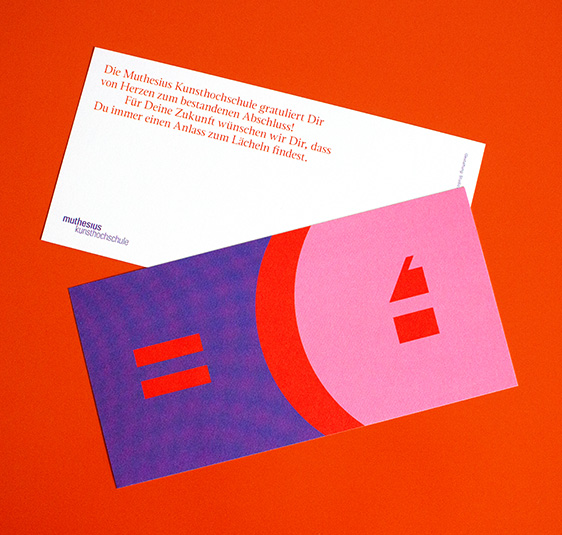 Die Muthesius Kunsthochschule gratuliert Dir
von Herzen zum bestandenen Abschluss!
Für Deine Zukunft wünschen wir Dir, dass
Du immer einen Anlass zum Lächeln findest.
muthesius
kunsthochschule